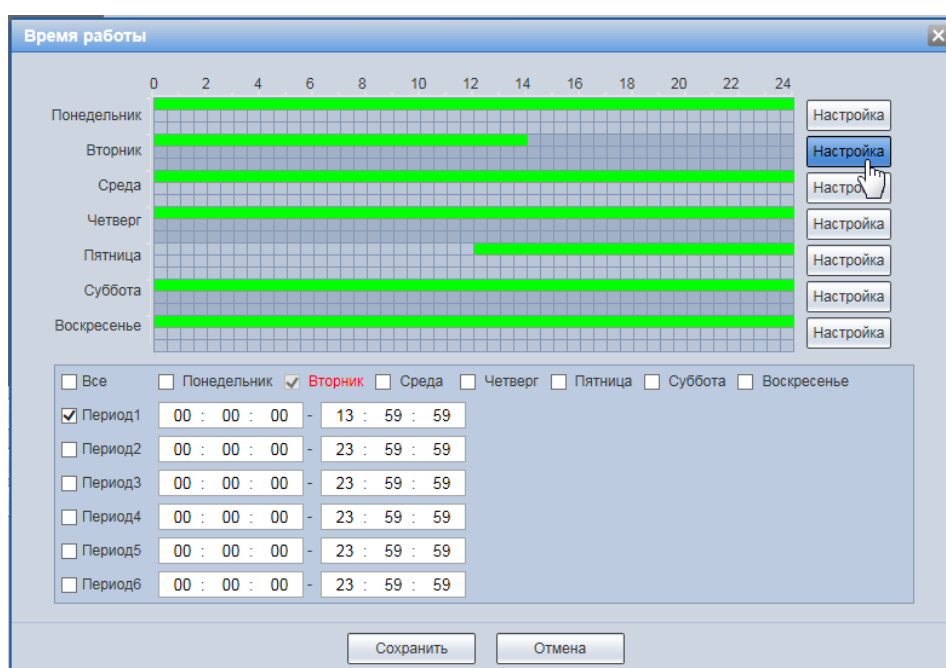 Время работы
0 2 4 6 8 10 12 14 16 18 20 22 24
Понедельник Настройка
Вторник Настройка
Среда
Четверг Настройка
Пятница Настройка
Суббота Настройка
Воскресенье Настройка
Все Понедельник Вторник Среда Четверг Пятница Суббота Воскресенье
Период1 00 : 00 : 00 - 13 : 59 : 59
Период2 00 : 00 : 00 - 23 : 59 : 59
Период3 00 : 00 : 00 - 23 : 59 : 59
Период4 00 : 00 : 00 - 23 : 59 : 59
Период5 00 : 00 : 00 - 23 : 59 : 59
Период6 00 : 00 : 00 - 23 : 59 : 59
Сохранить Отмена